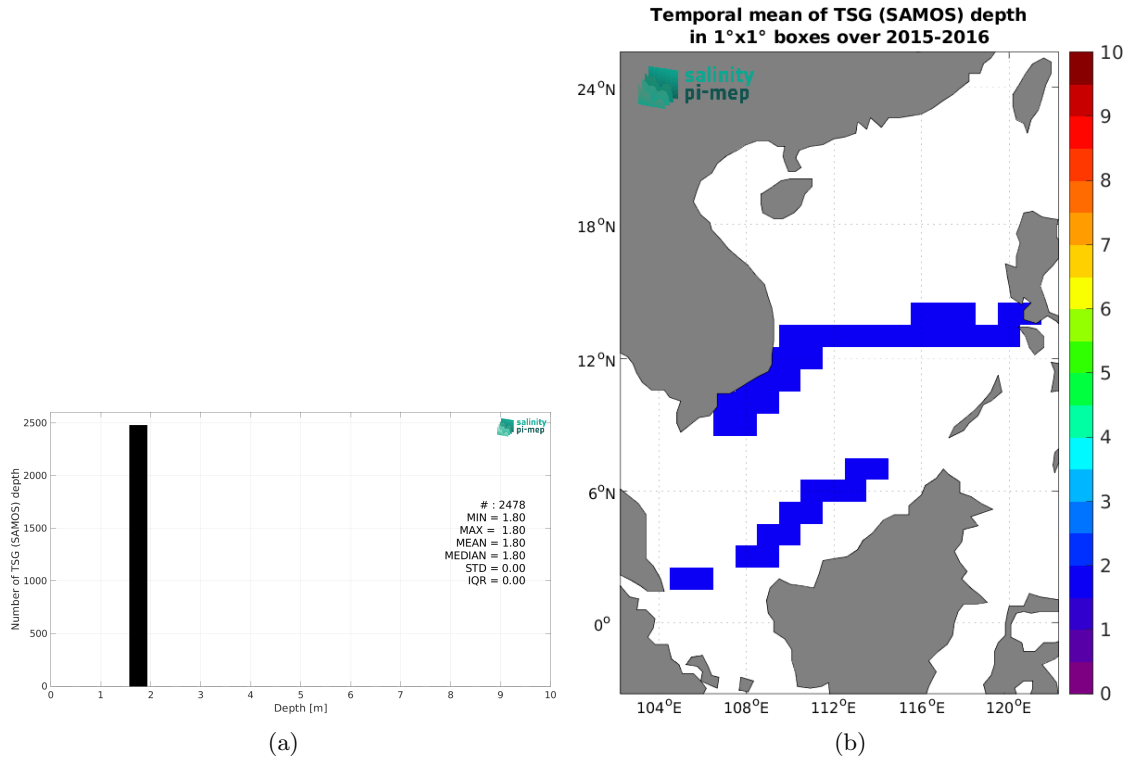 Temporal mean of TSG (SAMOS) depth
in 1°x1° boxes over 2015-2016
salinity
pi-mep
24°N
18°N
12°N
6°N
0°
104°E
108°E
112°E
116°E
120°E
10
9
8
7
6
5
4
3
2
1
0
salinity
pi-mep
Number of TSG (SAMOS) depth
2500
2000
1500
1000
500
0
# : 2478
MIN = 1.80
MAX = 1.80
MEAN = 1.80
MEDIAN = 1.80
STD = 0.00
IQR = 0.00
0 1 2 3 4 5 6 7 8 9 10
Depth [m]
(a)
(b)